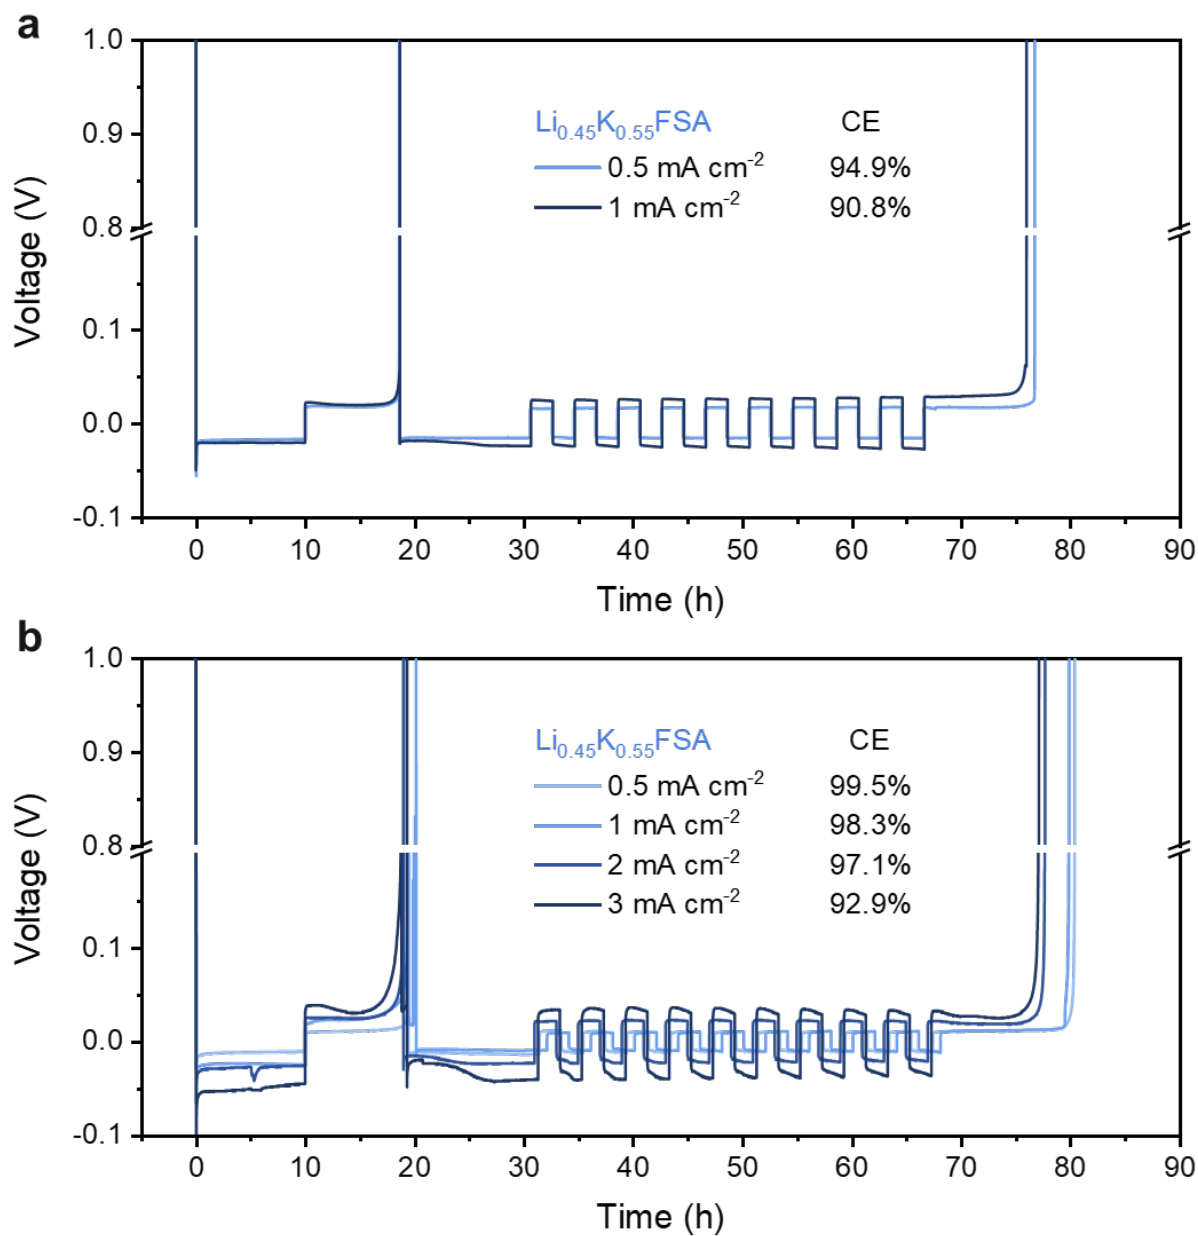 a
1.0
0.9
0.8
0.1
0.0
-0.1
Voltage (V)
Li0.45K0.55FSA CE
0.5 mA cm-2 94.9%
1 mA cm-2 90.8%
0 10 20 30 40 50 60 70 80 90
Time (h)
b
1.0
0.9
0.8
0.1
0.0
-0.1
Voltage (V)
Li0.45K0.55FSA CE
0.5 mA cm-2 99.5%
1 mA cm-2 98.3%
2 mA cm-2 97.1%
3 mA cm-2 92.9%
0 10 20 30 40 50 60 70 80 90
Time (h)